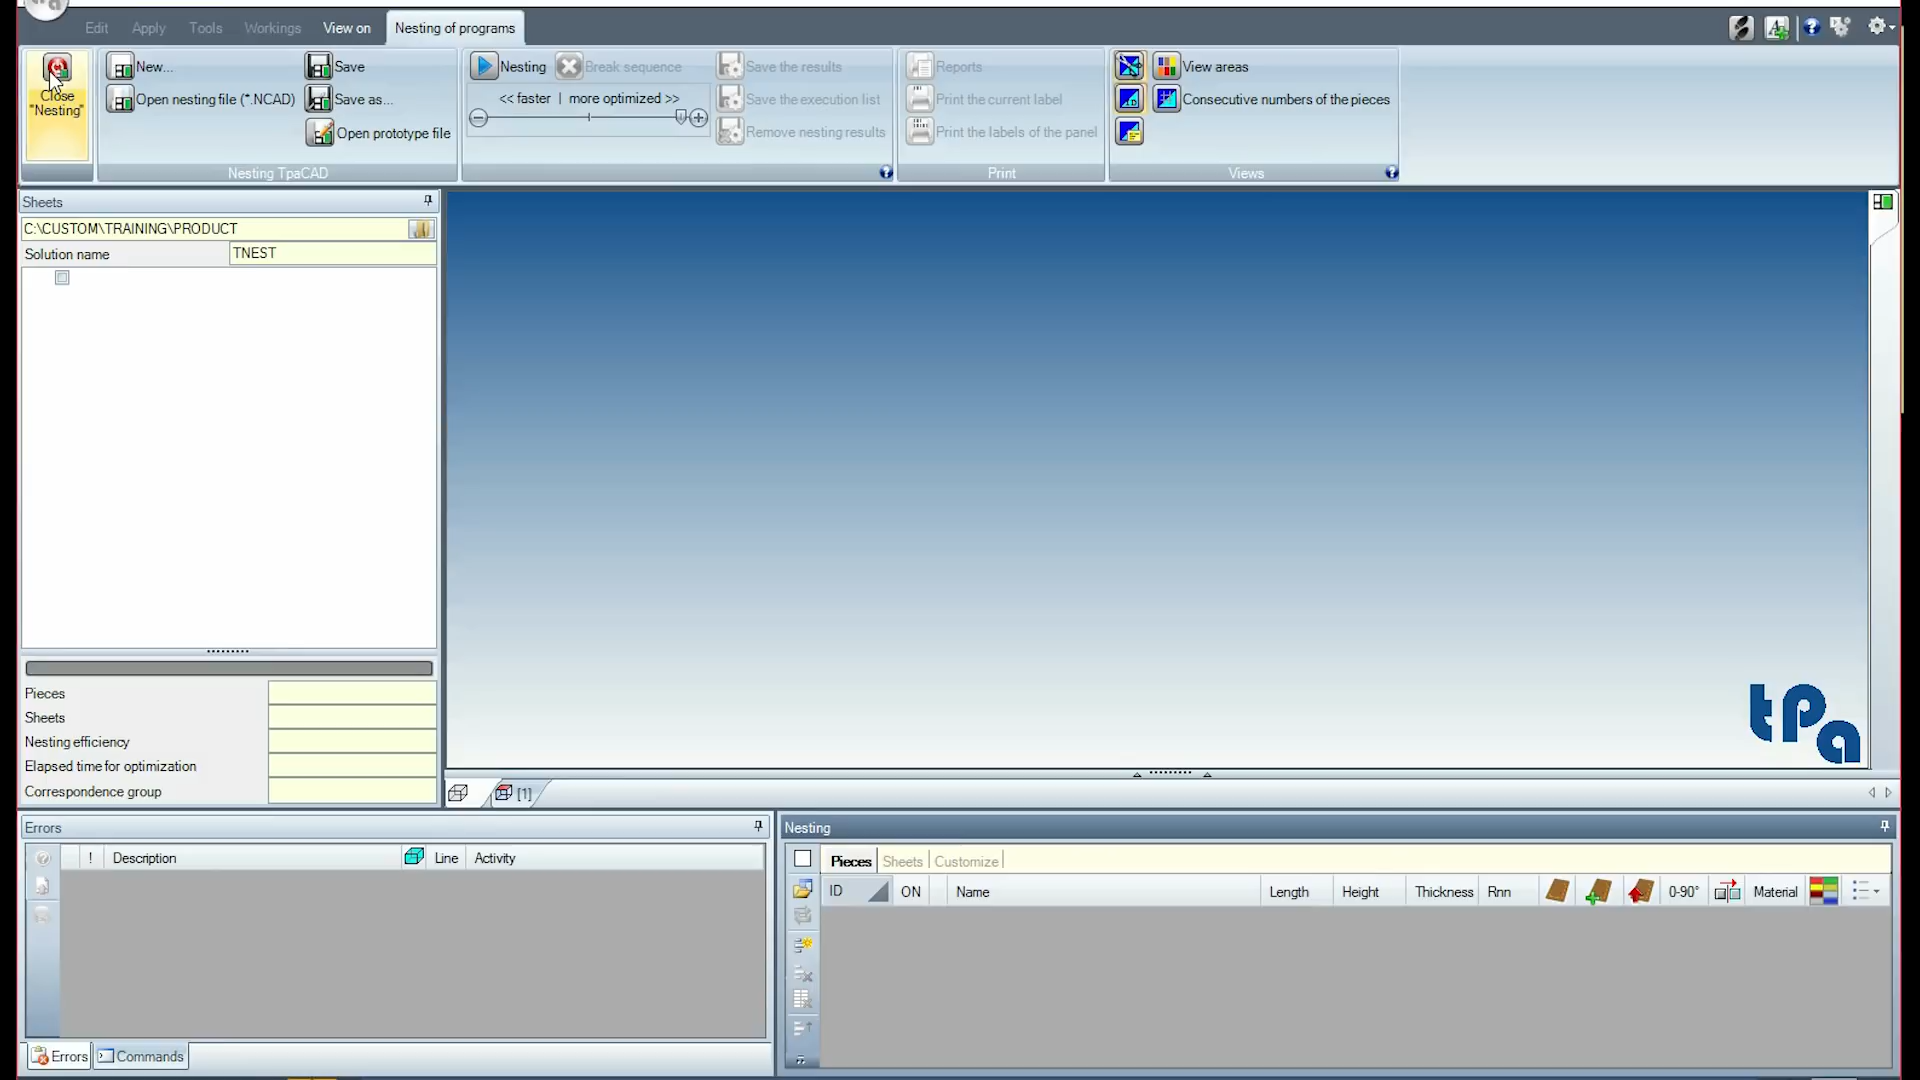 Edit Apply Tools Workings View on Nesting of programs
Close "Nesting"
New...
Open nesting file (*.NCAD)
Save
Save as...
Open prototype file
Nesting TpaCAD
Nesting Break sequence
<< faster | more optimized >>
Save the results
Save the execution list
Remove nesting results
Reports
Print the current label
Print the labels of the panel
Print
View areas
Consecutive numbers of the pieces
Views
Sheets
C:\CUSTOM\TRAINING\PRODUCT
Solution name TNEST
Pieces
Sheets
Nesting efficiency
Elapsed time for optimization
Correspondence group
tpa
[1]
Errors
! Description Line Activity
Errors Commands
Nesting
Pieces Sheets Customize
ID ON Name Length Height Thickness Rnn 0-90° Material